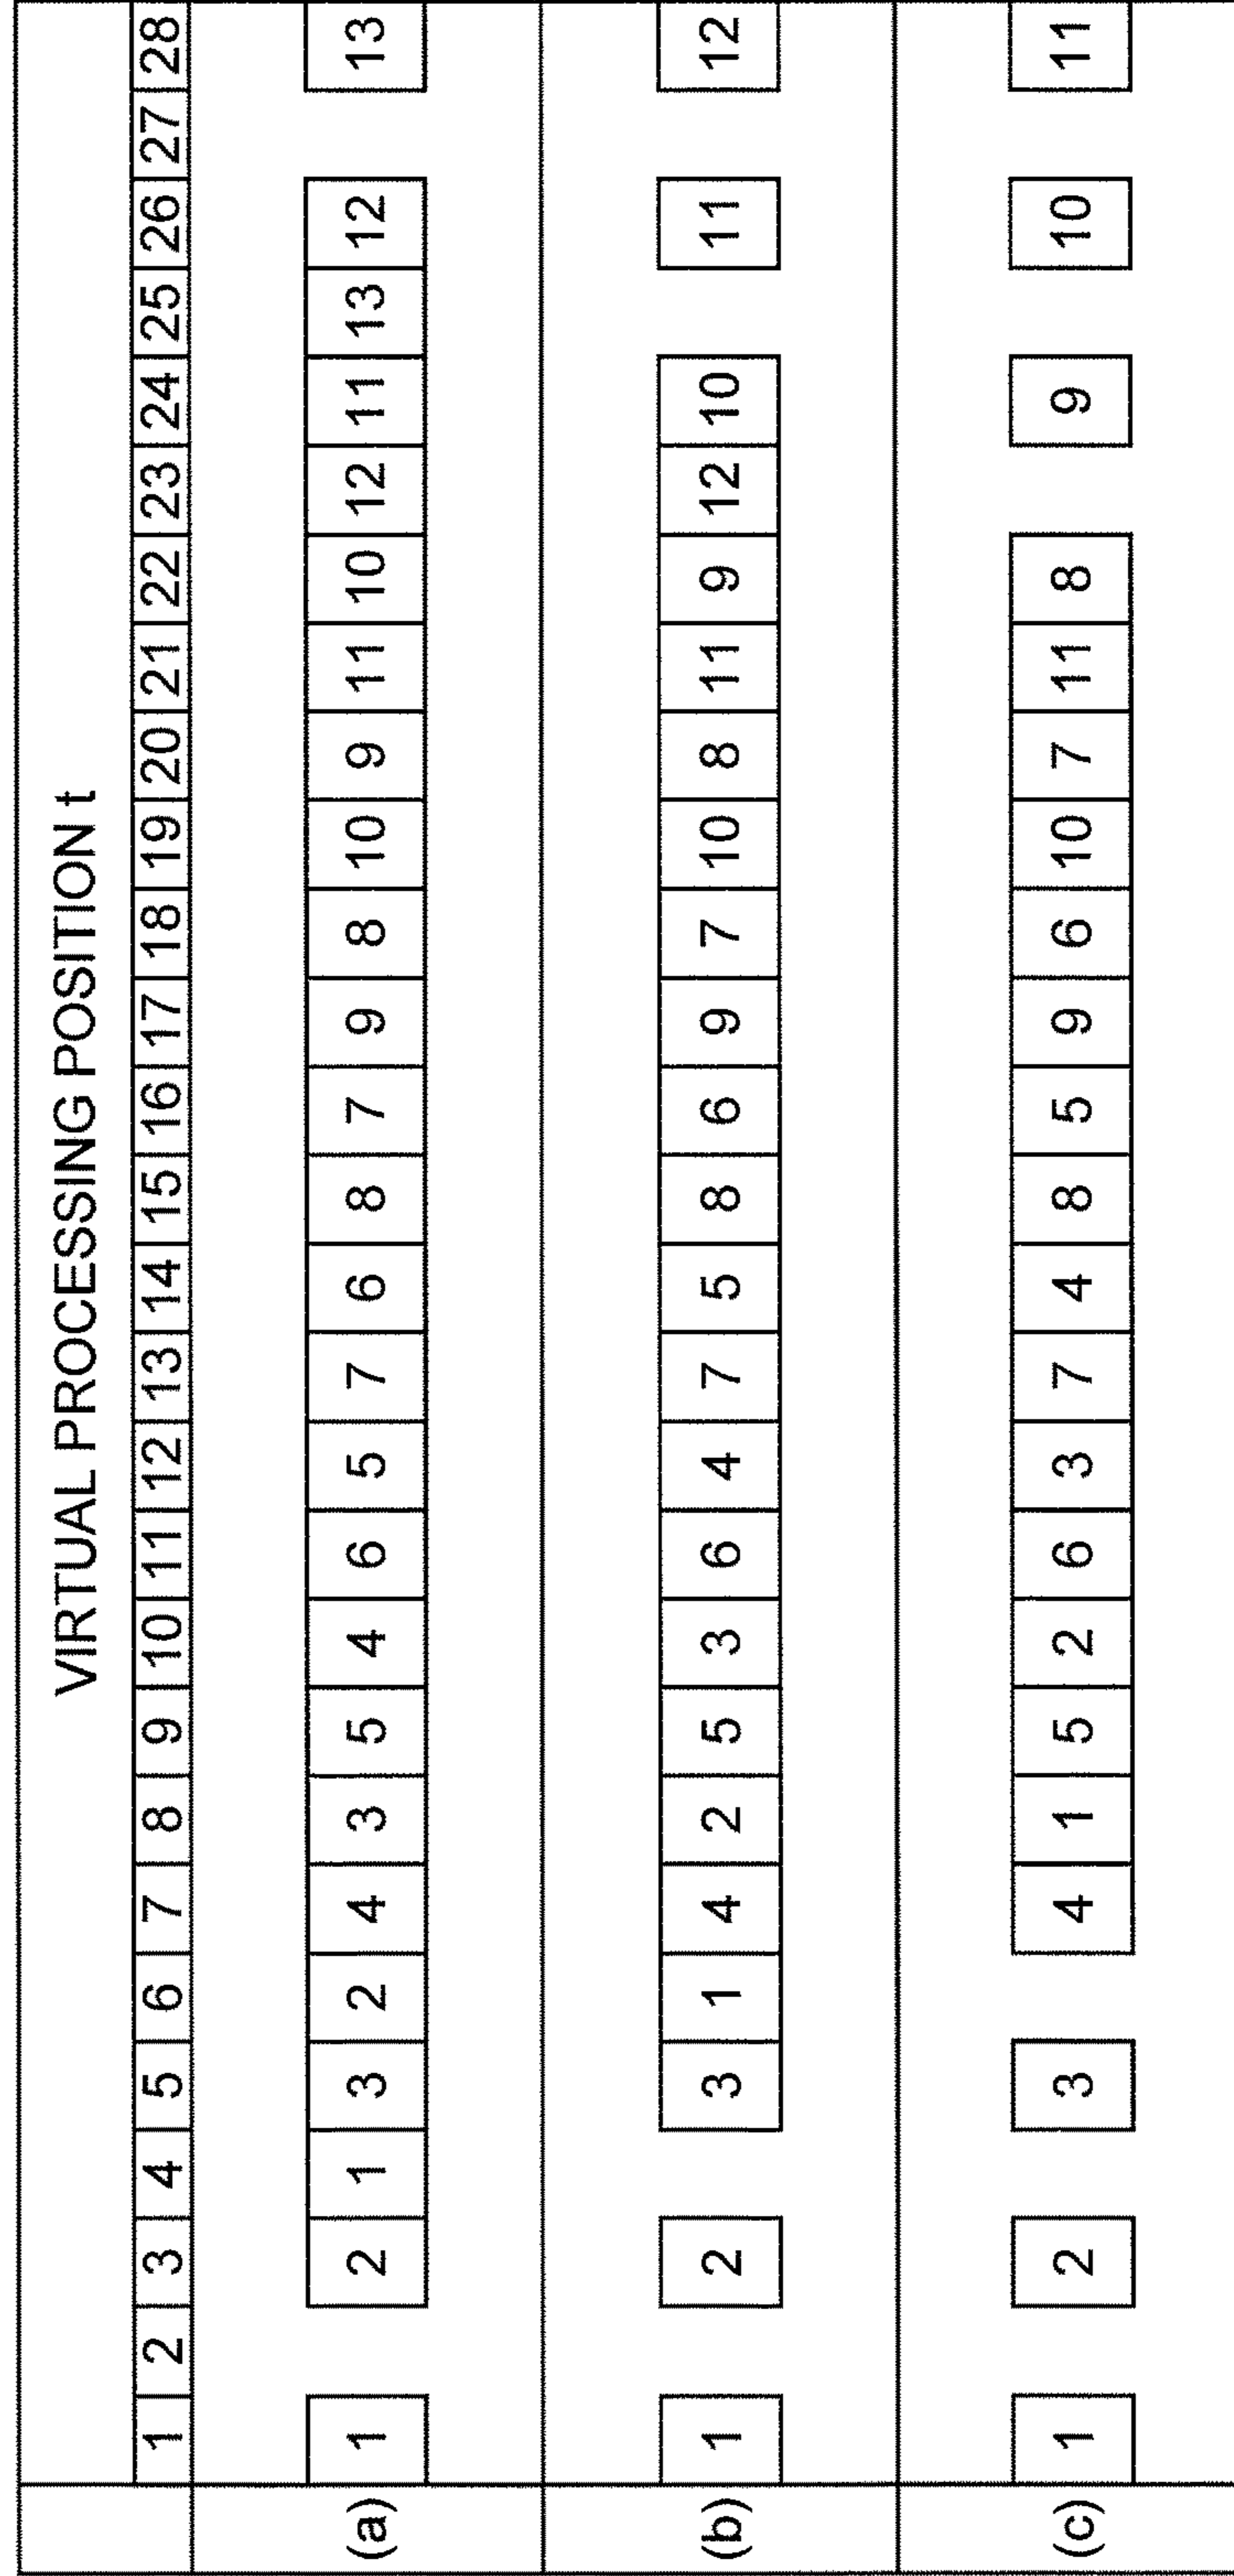 VIRTUAL PROCESSING POSITION t
1 2 3 4 5 6 7 8 9 10 11 12 13 14 15 16 17 18 19 20 21 22 23 24 25 26 27 28
(a) 1 2 1 3 2 4 3 5 4 6 5 7 6 8 7 9 8 10 9 11 10 12 11 13 12 13
(b) 1 2 3 1 4 2 5 3 6 4 7 5 8 6 9 7 10 8 11 9 12 10 11 12
(c) 1 2 3 4 1 5 2 6 3 7 4 8 5 9 6 10 7 11 8 9 10 11